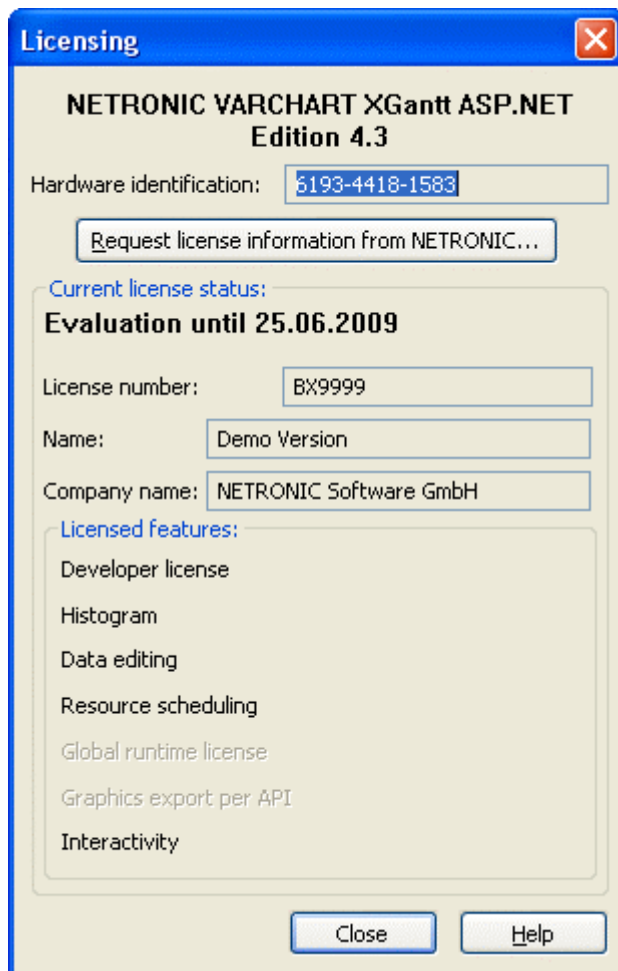 Licensing
NETRONIC VARCHART XGantt ASP.NET
Edition 4.3
Hardware identification: 6193-4418-1583
Request license information from NETRONIC...
Current license status:
Evaluation until 25.06.2009
License number: BX9999
Name: Demo Version
Company name: NETRONIC Software GmbH
Licensed features:
Developer license
Histogram
Data editing
Resource scheduling
Global runtime license
Graphics export per API
Interactivity
Close Help